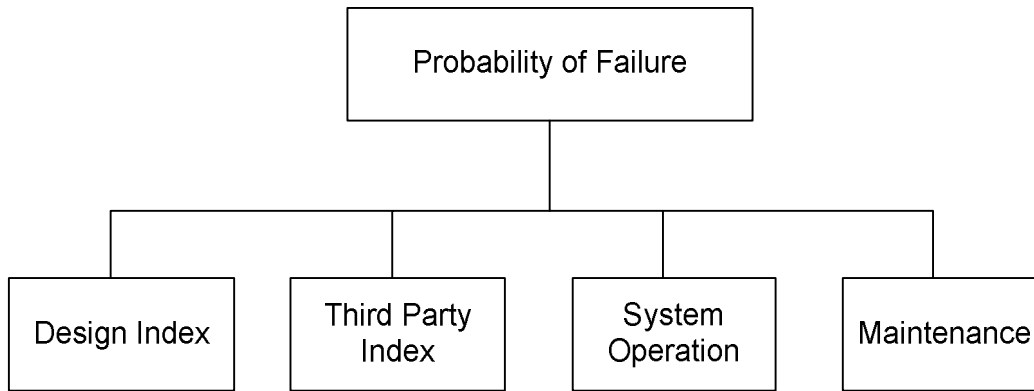 Probability of Failure
Design Index
Third Party
Index
System
Operation
Maintenance